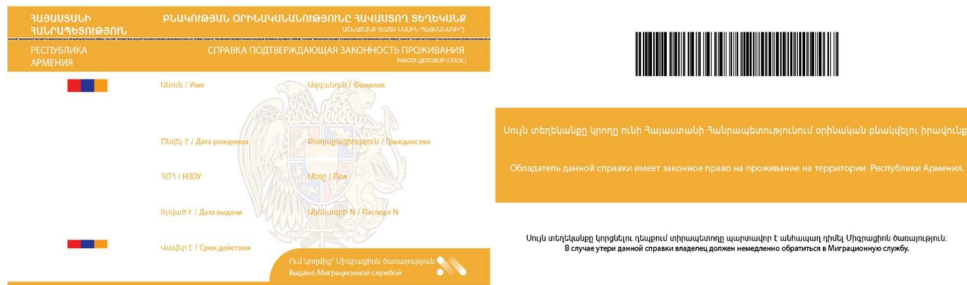 ՀԱՅԱՍՏԱՆԻ
ՀԱՆՐԱՊԵՏՈՒԹՅՈՒՆ
ԲՆԱԿՈՒԹՅԱՆ ՕՐԻՆԱԿԱՆՈՒԹՅՈՒՆԸ ՀԱՎԱՍՏՈՂ ՏԵՂԵԿԱՆՔ
РЕСПУБЛИКА
АРМЕНИЯ
СПРАВКА ПОДТВЕРЖДАЮЩАЯ ЗАКОННОСТЬ ПРОЖИВАНИЯ
РАБОТА (ДОГОВОР О ЕАЭС)
Անուն / Имя
Ազգանուն / Фамилия
Ծնվել է / Дата рождения
Քաղաքացիություն / Гражданство
ՀԾՀ / НЗОУ
Սեռը / Пол
Տրված է / Дата выдачи
Անձնագրի N / Паспорт N
Վավեր է / Срок действия
Ում կողմից՝ Միգրացիոն ծառայություն
Выдано Миграционной службой
Սույն տեղեկանքը կրողը ունի Հայաստանի Հանրապետությունում օրինական բնակվելու իրավունք
Обладатель данной справки имеет законное право на проживание на территории Республики Армения.
Սույն տեղեկանքը կորցնելու դեպքում տիրապետողը պարտավոր է անհապաղ դիմել Միգրացիոն ծառայություն:
В случае утери данной справки владелец должен немедленно обратиться в Миграционную службу.